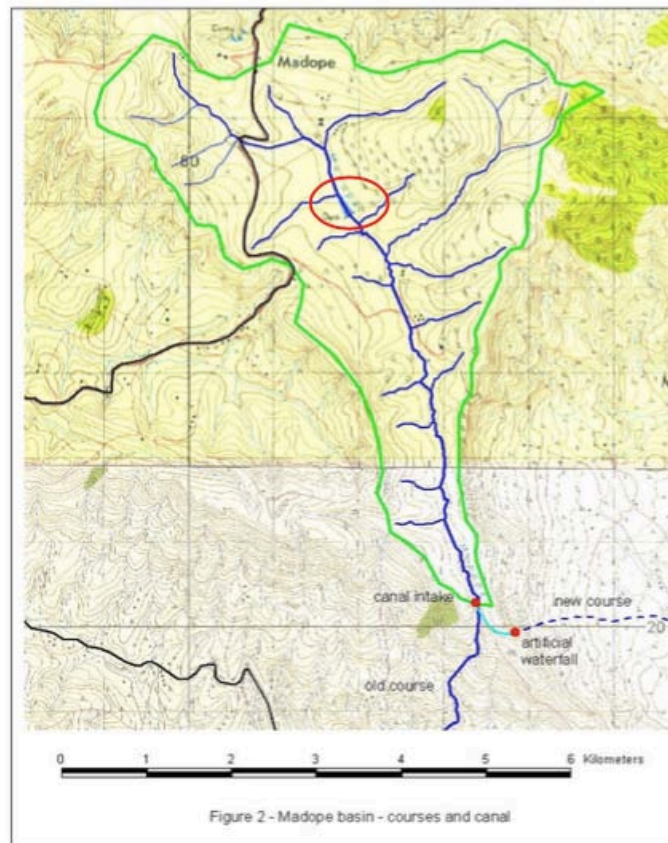 Madope
80
canal intake
new course
20
artificial
waterfall
old course
0 1 2 3 4 5 6 Kilometers
Figure 2 - Madope basin - courses and canal